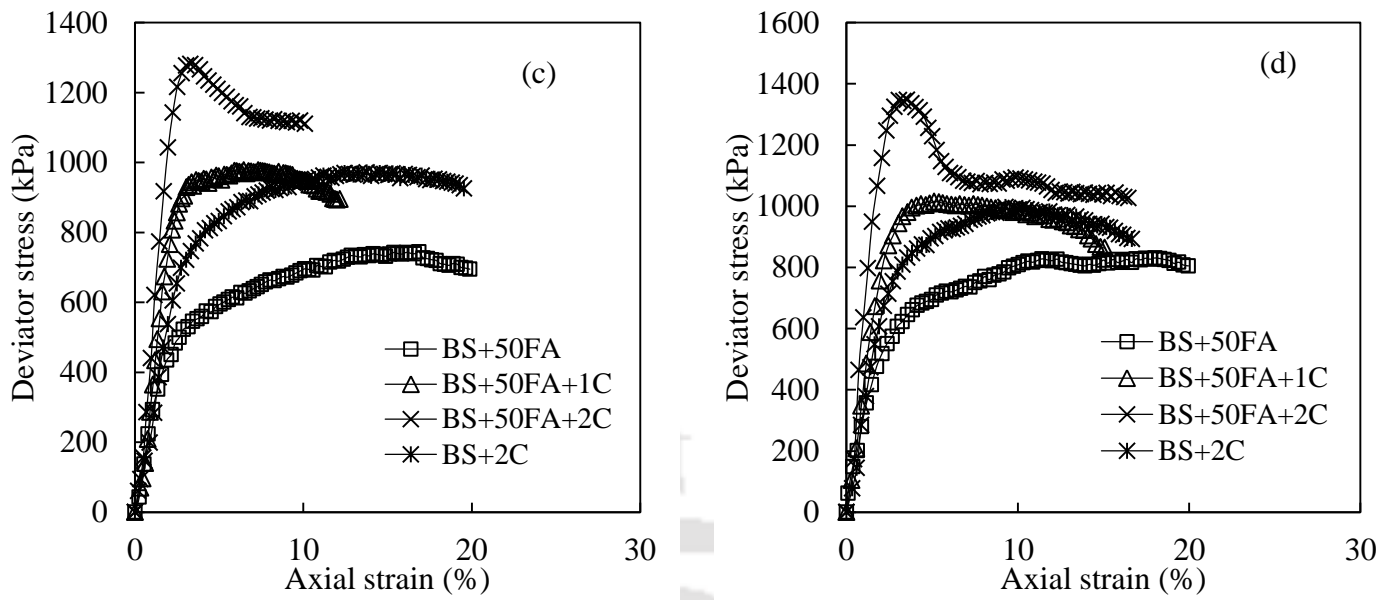 1400
1200
1000
800
600
400
200
0
Deviator stress (kPa)
(c)
BS+50FA
BS+50FA+1C
BS+50FA+2C
BS+2C
0 10 20 30
Axial strain (%)
1600
1400
1200
1000
800
600
400
200
0
Deviator stress (kPa)
(d)
BS+50FA
BS+50FA+1C
BS+50FA+2C
BS+2C
0 10 20 30
Axial strain (%)